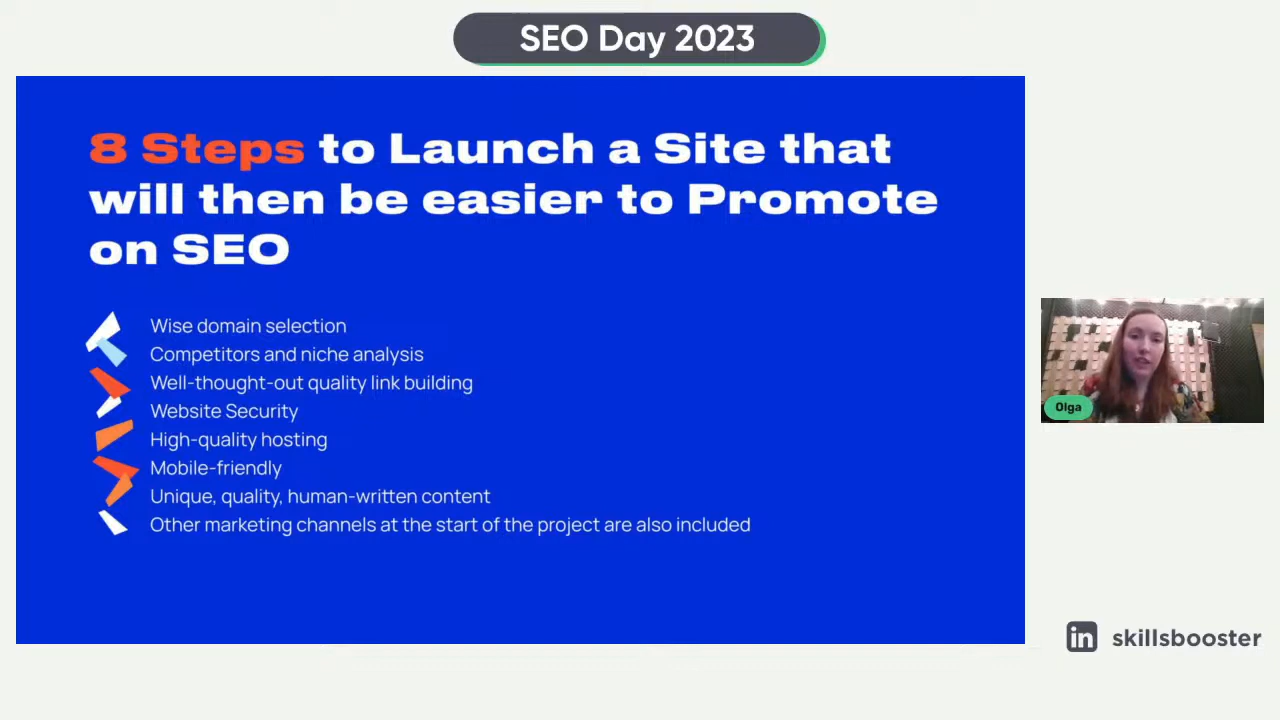 SEO Day 2023
8 Steps to Launch a Site that
will then be easier to Promote
on SEO
Wise domain selection
Competitors and niche analysis
Well-thought-out quality link building
Website Security
High-quality hosting
Mobile-friendly
Unique, quality, human-written content
Other marketing channels at the start of the project are also included
Olga
in skillsbooster